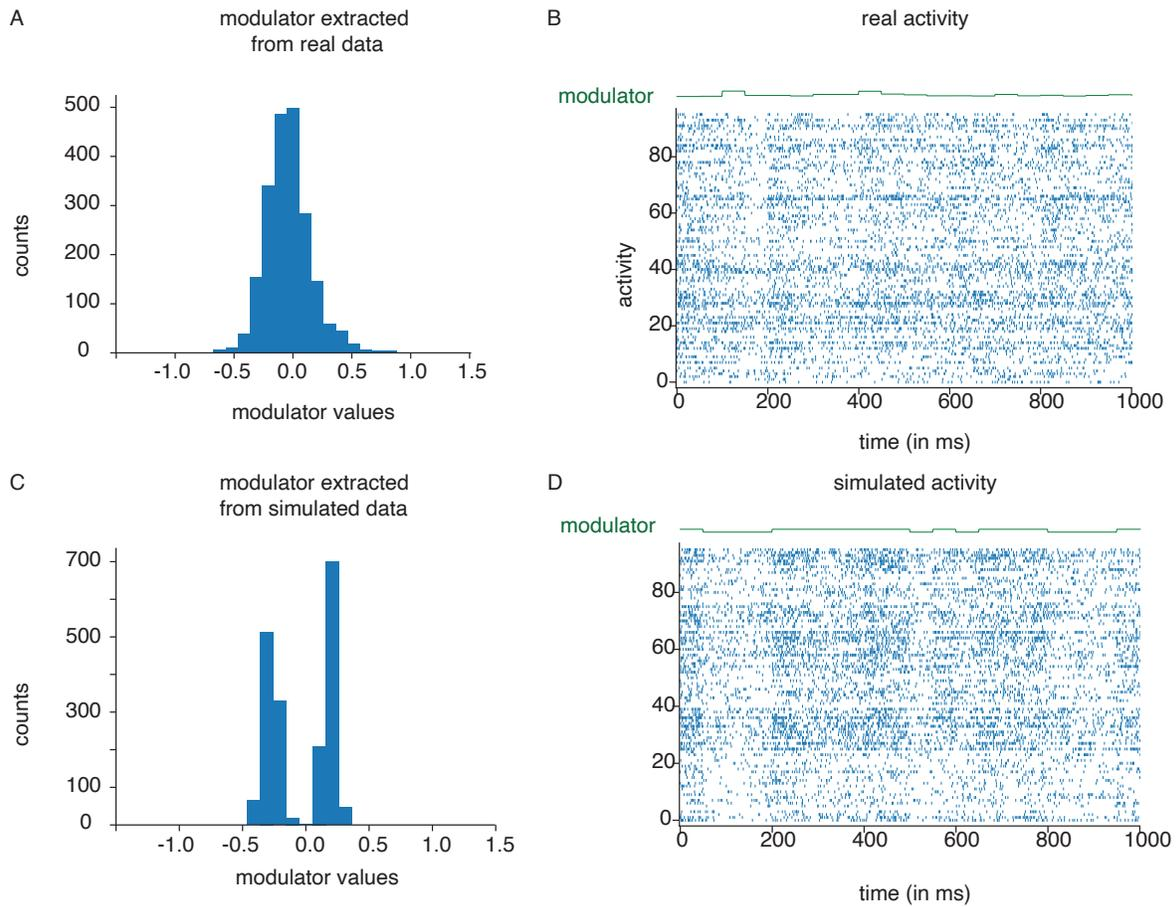 A
modulator extracted
from real data
500
400
300
200
100
0
counts
-1.0 -0.5 0.0 0.5 1.0 1.5
modulator values
B
real activity
modulator
activity
80
60
40
20
0
0 200 400 600 800 1000
time (in ms)
C
modulator extracted
from simulated data
700
500
300
100
0
counts
-1.0 -0.5 0.0 0.5 1.0 1.5
modulator values
D
simulated activity
modulator
80
60
40
20
0
0 200 400 600 800 1000
time (in ms)